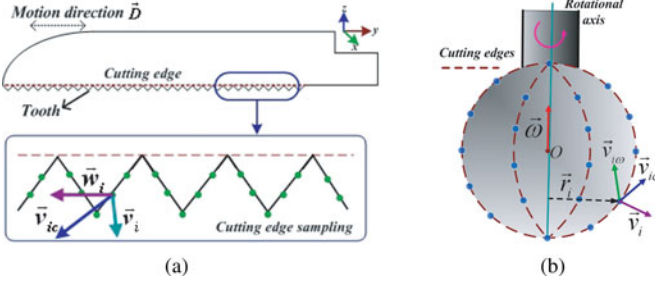 Motion direction D⃗
z
y
x
Cutting edge
Tooth
w⃗ᵢ
v⃗ᵢc
v⃗ᵢ
Cutting edge sampling
(a)
Rotational
axis
Cutting edges
ω⃗
O
r⃗ᵢ
v⃗ᵢω
v⃗ᵢc
v⃗ᵢ
(b)